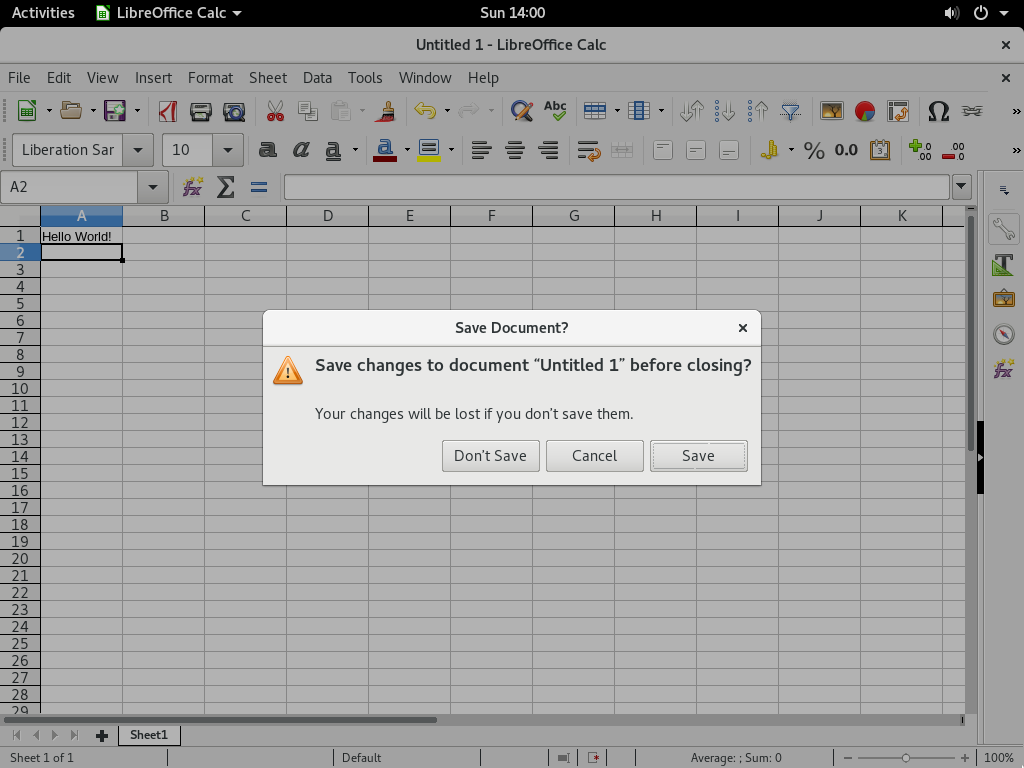 Activities LibreOffice Calc Sun 14:00
Untitled 1 - LibreOffice Calc
File Edit View Insert Format Sheet Data Tools Window Help
Abc
Liberation Sar 10 a a a a % 0.0 .00 .00
A2
A B C D E F G H I J K
1 Hello World!
2
3
4
5
6
7
8
9
10
11
12
13
14
15
16
17
18
19
20
21
22
23
24
25
26
27
28
29
Save Document?
Save changes to document “Untitled 1” before closing?
Your changes will be lost if you don’t save them.
Don’t Save Cancel Save
Sheet1
Sheet 1 of 1 Default Average: ; Sum: 0 100%